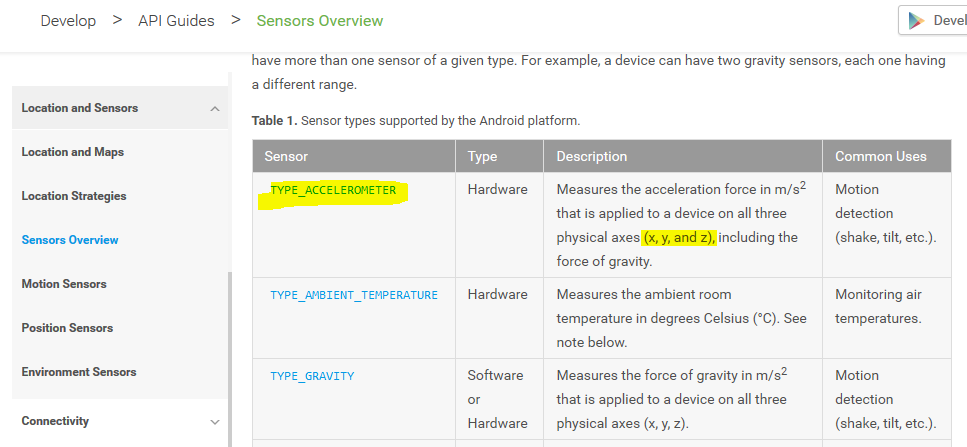 Develop > API Guides > Sensors Overview
Devel
have more than one sensor of a given type. For example, a device can have two gravity sensors, each one having
a different range.
Location and Sensors
Location and Maps
Location Strategies
Sensors Overview
Motion Sensors
Position Sensors
Environment Sensors
Connectivity
Table 1. Sensor types supported by the Android platform.
Sensor Type Description Common Uses
TYPE_ACCELEROMETER Hardware Measures the acceleration force in m/s2 Motion
that is applied to a device on all three detection
physical axes (x, y, and z), including the (shake, tilt, etc.).
force of gravity.
TYPE_AMBIENT_TEMPERATURE Hardware Measures the ambient room Monitoring air
temperature in degrees Celsius (°C). See temperatures.
note below.
TYPE_GRAVITY Software Measures the force of gravity in m/s2 Motion
or that is applied to a device on all three detection
Hardware physical axes (x, y, z). (shake, tilt, etc.).